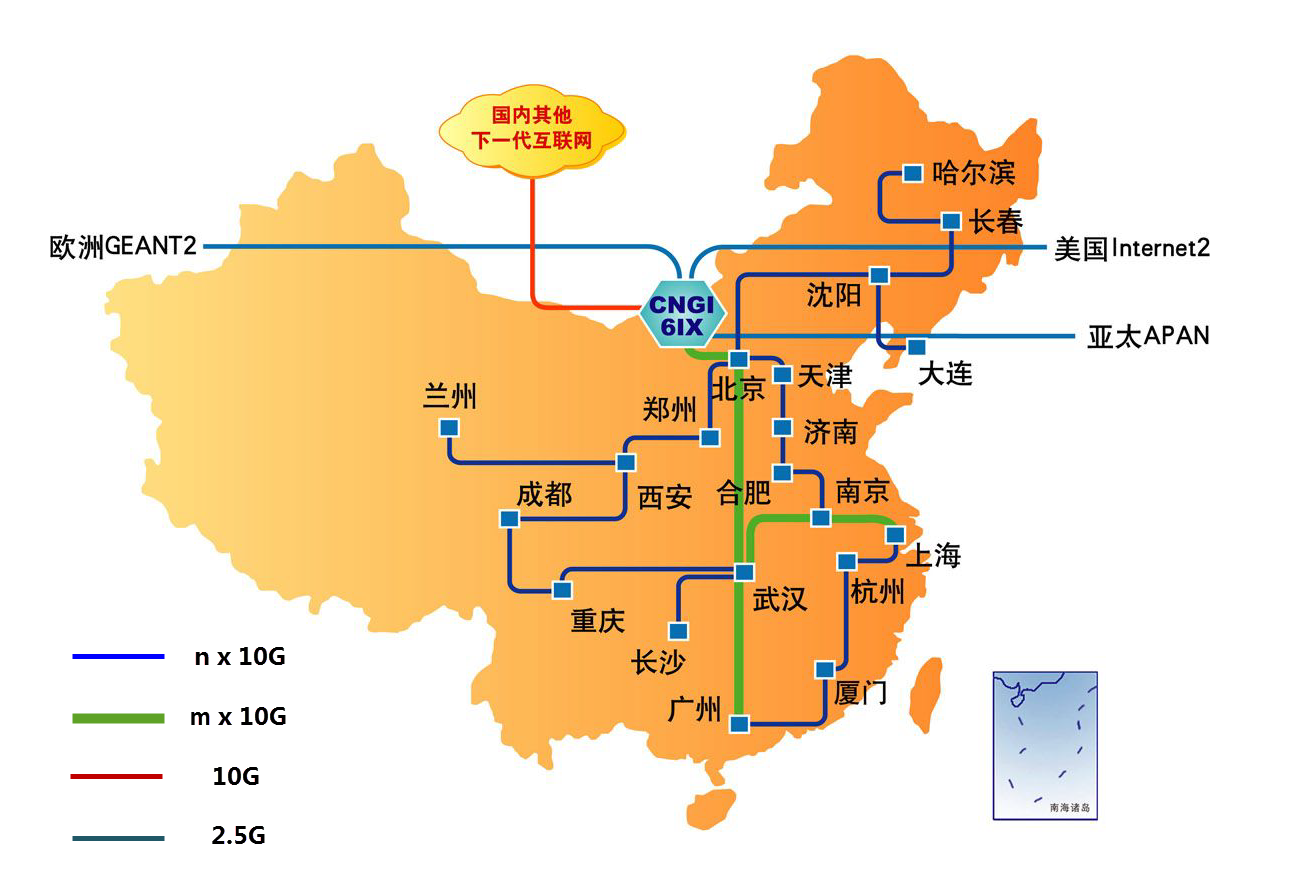 国内其他
下一代互联网
哈尔滨
长春
欧洲GEANT2
美国Internet2
沈阳
CNGI
6IX
亚太APAN
大连
北京
天津
兰州
郑州
济南
成都
西安
合肥
南京
上海
杭州
武汉
重庆
长沙
厦门
广州
n x 10G
m x 10G
10G
2.5G
南海诸岛